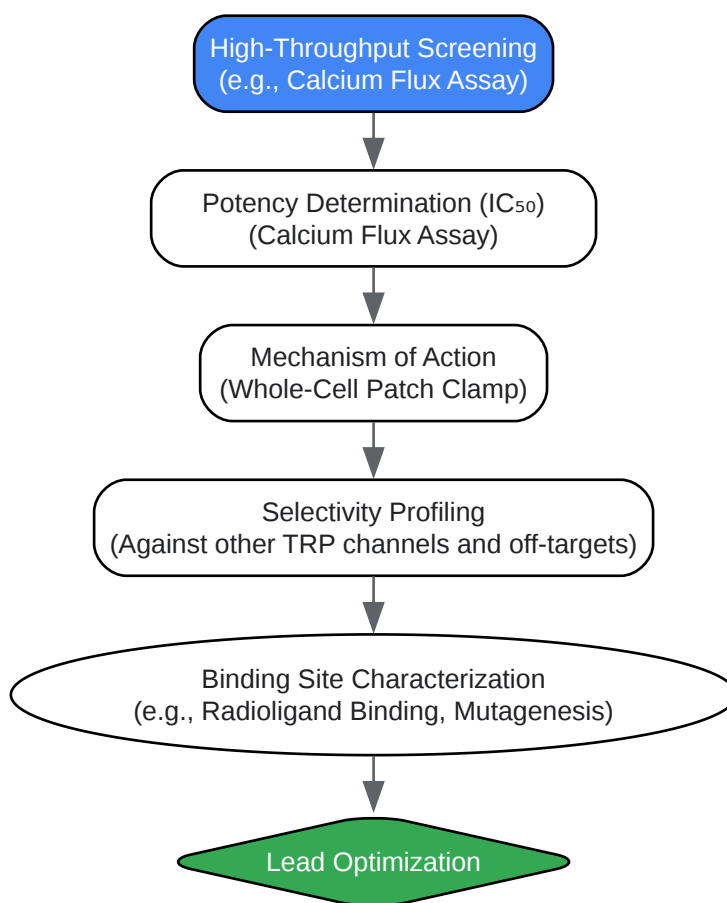 High-Throughput Screening
(e.g., Calcium Flux Assay)
Potency Determination (IC₅₀)
(Calcium Flux Assay)
Mechanism of Action
(Whole-Cell Patch Clamp)
Selectivity Profiling
(Against other TRP channels and off-targets)
Binding Site Characterization
(e.g., Radioligand Binding, Mutagenesis)
Lead Optimization